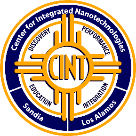 Center for Integrated Nanotechnologies
DISCOVERY
PERFORMANCE
CINT
EDUCATION
INTEGRATION
Sandia
Los Alamos